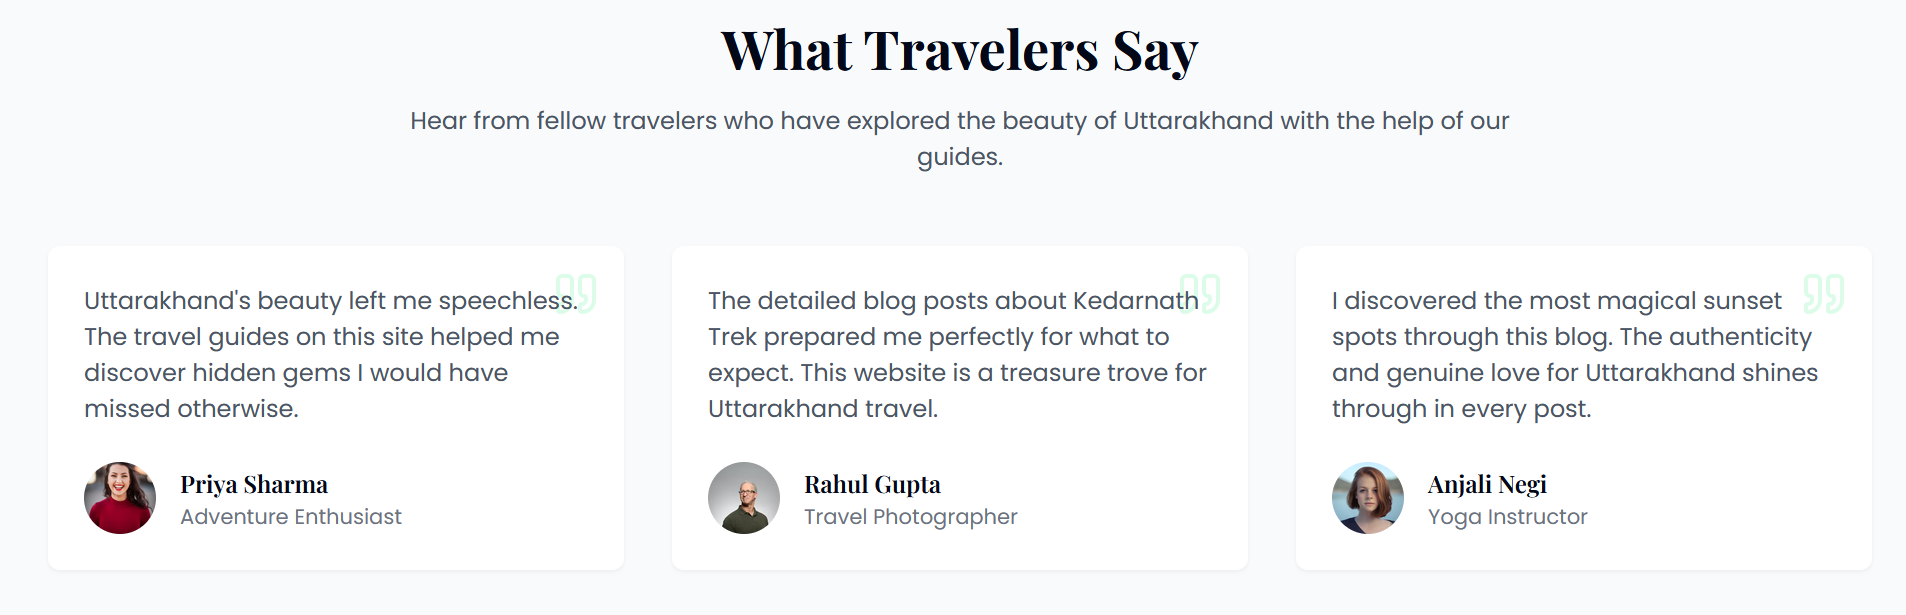 What Travelers Say
Hear from fellow travelers who have explored the beauty of Uttarakhand with the help of our
guides.
Uttarakhand's beauty left me speechless.
The travel guides on this site helped me
discover hidden gems I would have
missed otherwise.
Priya Sharma
Adventure Enthusiast
The detailed blog posts about Kedarnath
Trek prepared me perfectly for what to
expect. This website is a treasure trove for
Uttarakhand travel.
Rahul Gupta
Travel Photographer
I discovered the most magical sunset
spots through this blog. The authenticity
and genuine love for Uttarakhand shines
through in every post.
Anjali Negi
Yoga Instructor